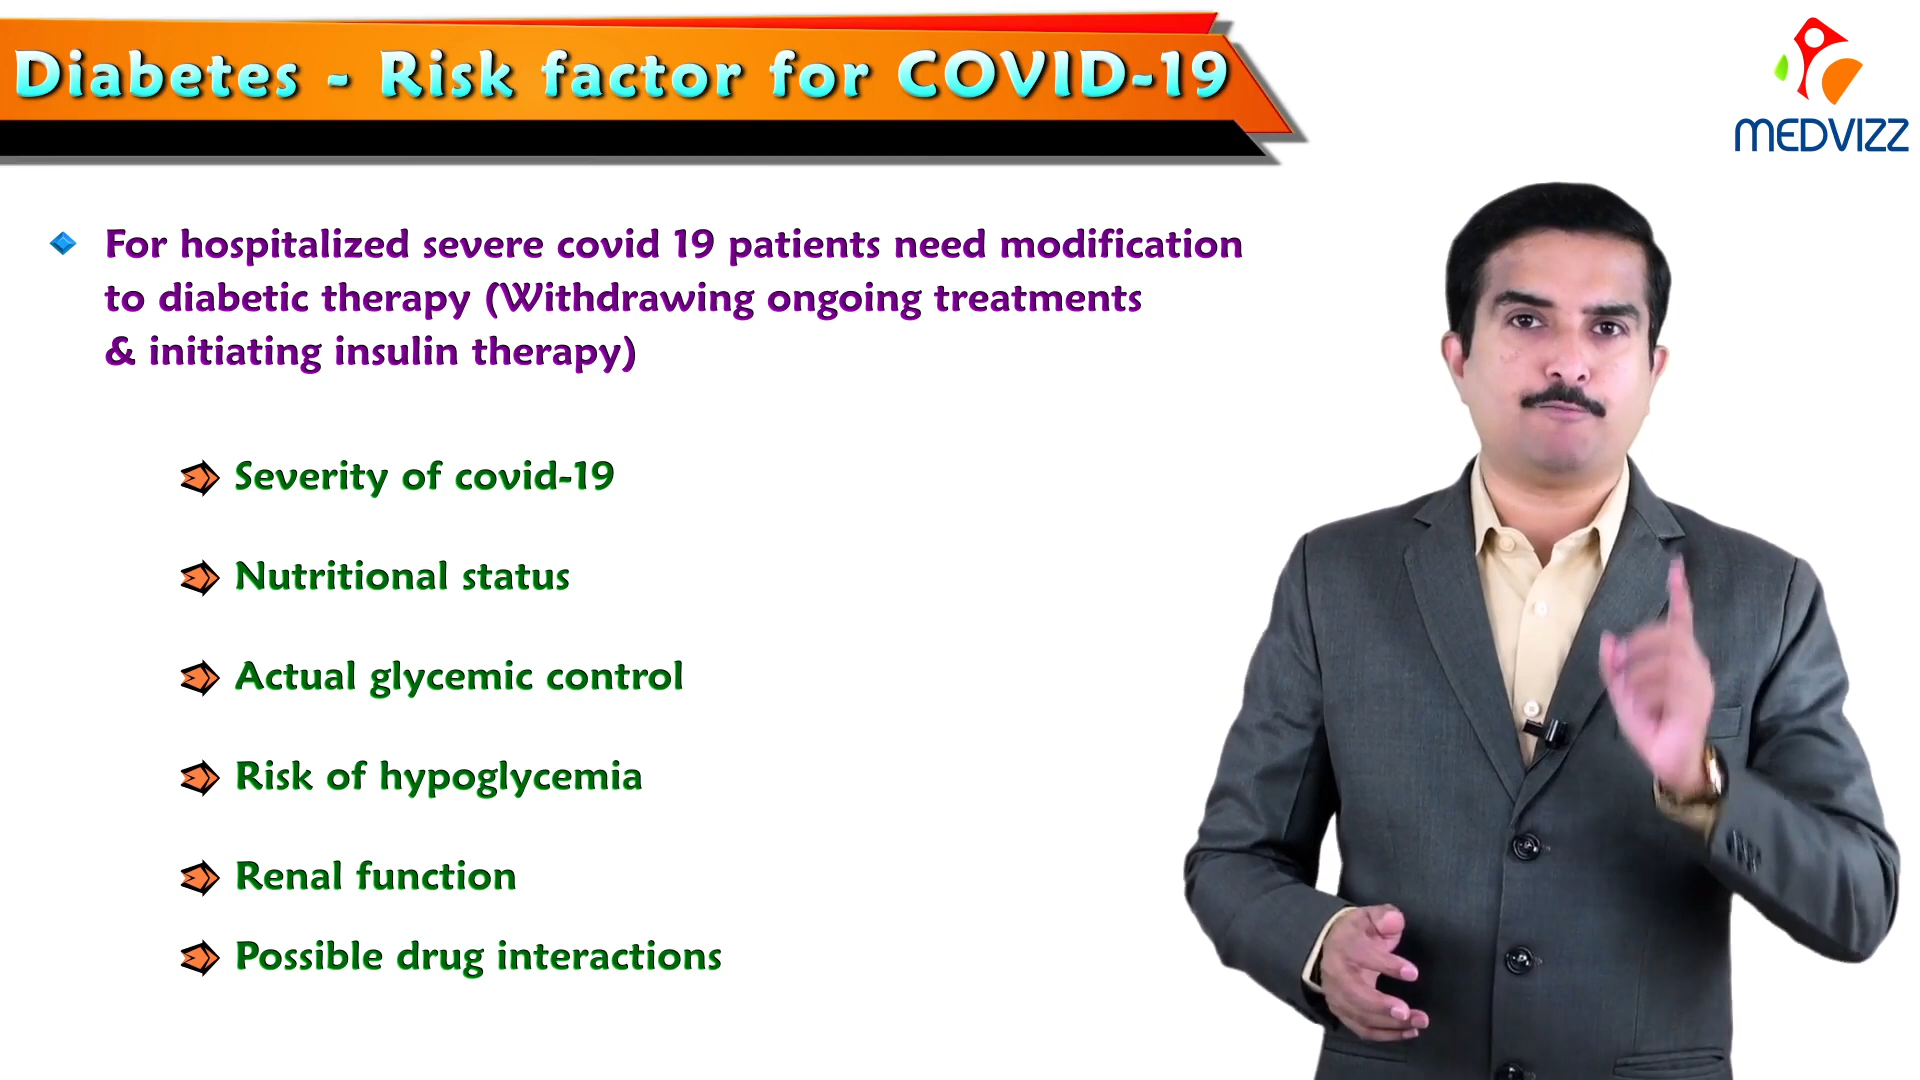 Diabetes - Risk factor for COVID-19
MEDVIZZ
For hospitalized severe covid 19 patients need modification
to diabetic therapy (Withdrawing ongoing treatments
& initiating insulin therapy)
Severity of covid-19
Nutritional status
Actual glycemic control
Risk of hypoglycemia
Renal function
Possible drug interactions